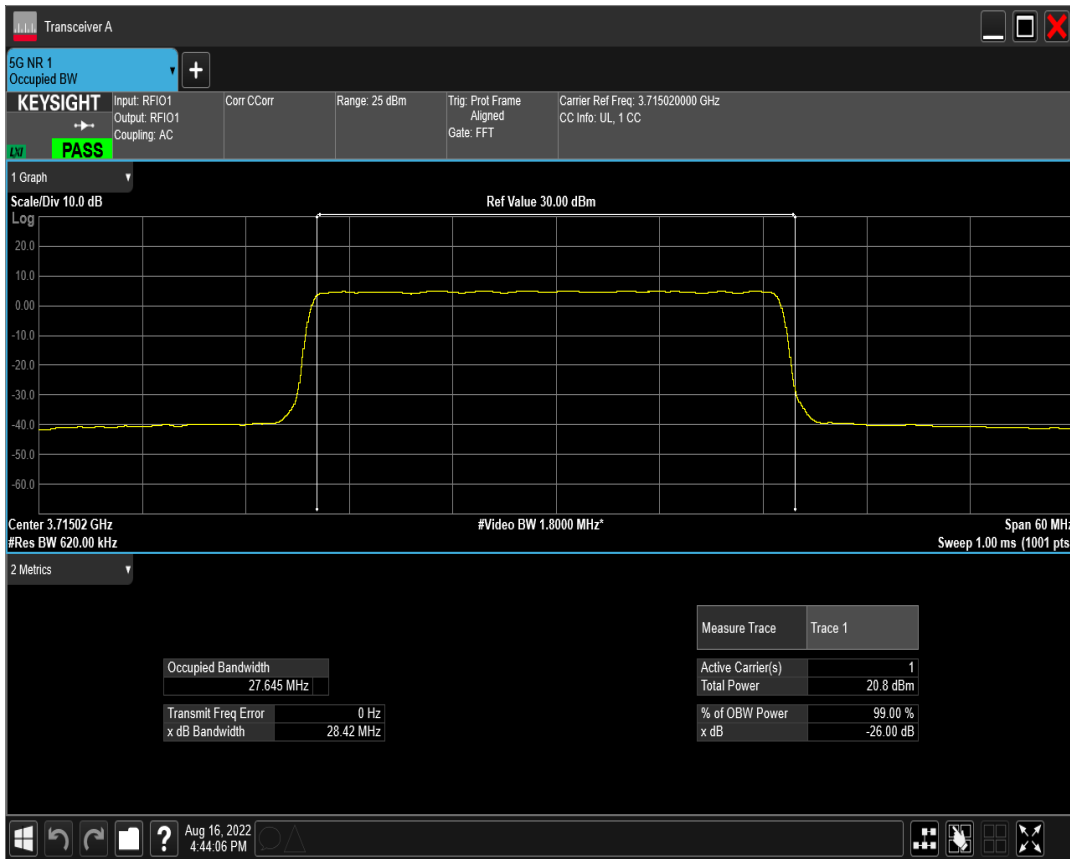 Transceiver A
5G NR 1
Occupied BW
KEYSIGHT
LXI
PASS
Input: RFIO1
Output: RFIO1
Coupling: AC
Corr CCorr
Range: 25 dBm
Trig: Prot Frame
Aligned
Gate: FFT
Carrier Ref Freq: 3.715020000 GHz
CC Info: UL, 1 CC
1 Graph
Scale/Div 10.0 dB
Ref Value 30.00 dBm
Log
20.0
10.0
0.00
-10.0
-20.0
-30.0
-40.0
-50.0
-60.0
Center 3.71502 GHz
#Video BW 1.8000 MHz*
Span 60 MHz
#Res BW 620.00 kHz
Sweep 1.00 ms (1001 pts
2 Metrics
Measure Trace
Trace 1
Occupied Bandwidth
27.645 MHz
Active Carrier(s)
1
Total Power
20.8 dBm
Transmit Freq Error
0 Hz
x dB Bandwidth
28.42 MHz
% of OBW Power
99.00 %
x dB
-26.00 dB
Aug 16, 2022
4:44:06 PM